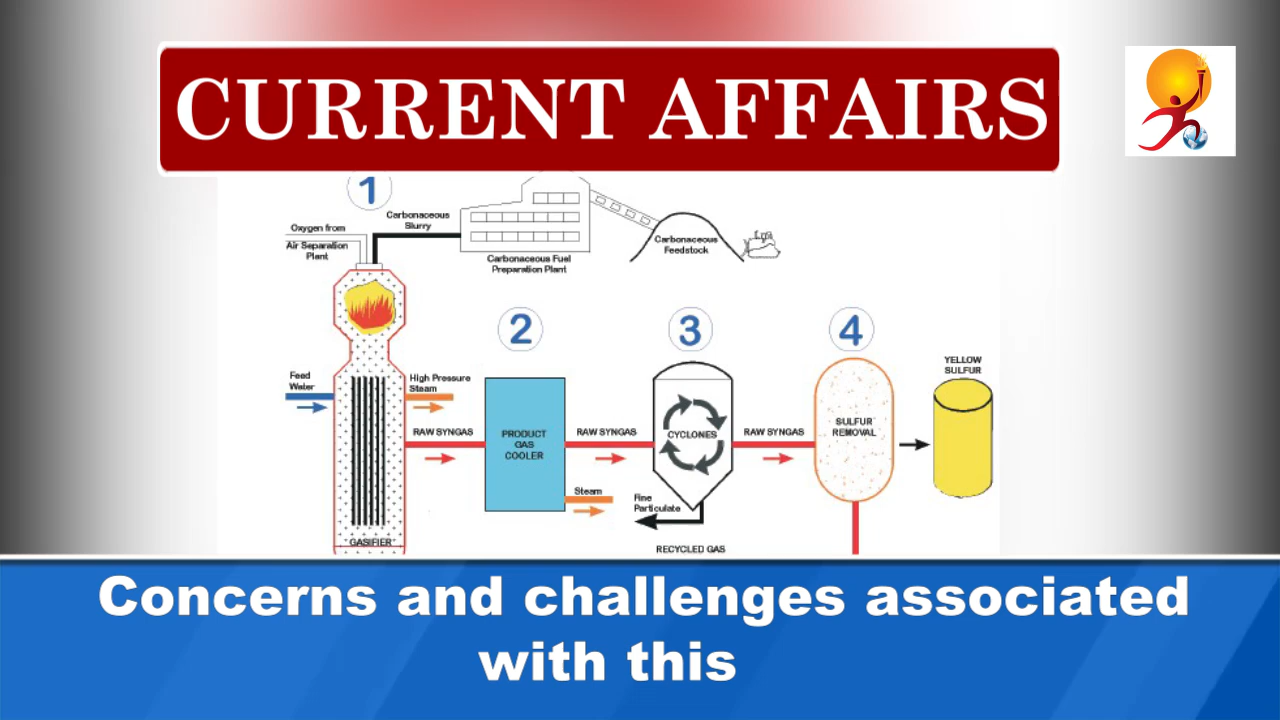 CURRENT AFFAIRS
1
Carbonaceous
Slurry
Oxygen from
Air Separation
Plant
Carbonaceous Fuel
Preparation Plant
Carbonaceous
Feedstock
2
3
4
Feed
Water
High Pressure
Steam
RAW SYNGAS
PRODUCT
GAS
COOLER
RAW SYNGAS
CYCLONES
RAW SYNGAS
SULFUR
REMOVAL
YELLOW
SULFUR
Steam
Fine
Particulate
GASIFIER
RECYCLED GAS
Concerns and challenges associated
with this